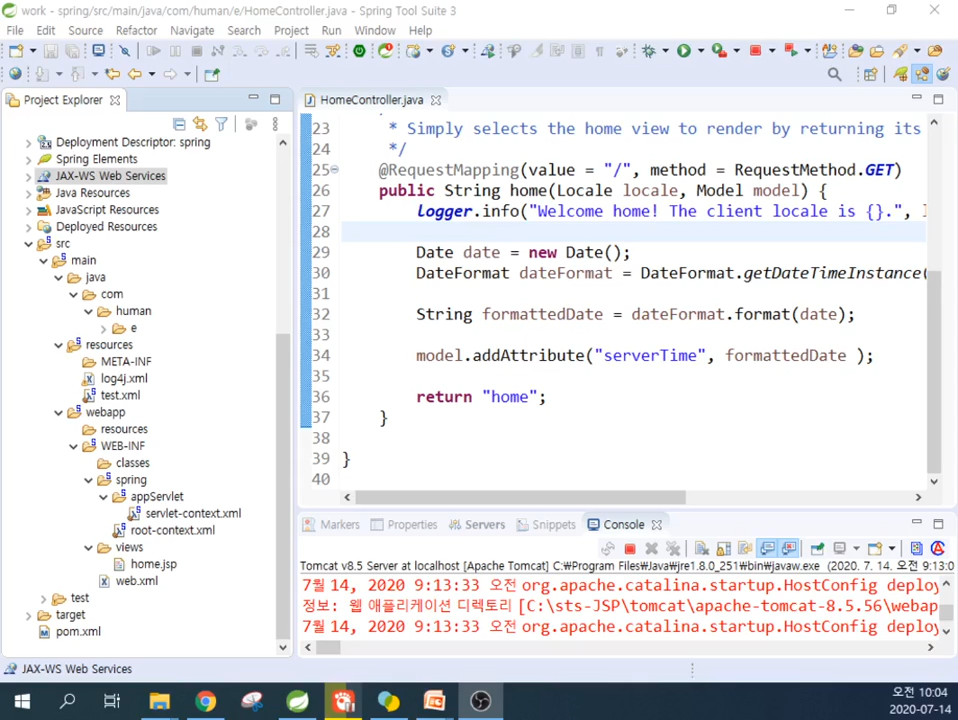 work - spring/src/main/java/com/human/e/HomeController.java - Spring Tool Suite 3
File Edit Source Refactor Navigate Search Project Run Window Help
Project Explorer
Deployment Descriptor: spring
Spring Elements
JAX-WS Web Services
Java Resources
JavaScript Resources
Deployed Resources
src
main
java
com
human
e
resources
META-INF
log4j.xml
test.xml
webapp
resources
WEB-INF
classes
spring
appServlet
servlet-context.xml
root-context.xml
views
home.jsp
web.xml
test
target
pom.xml
HomeController.java
23 * Simply selects the home view to render by returning its
24 */
25 @RequestMapping(value = "/", method = RequestMethod.GET)
26 public String home(Locale locale, Model model) {
27 logger.info("Welcome home! The client locale is {}.",
28
29 Date date = new Date();
30 DateFormat dateFormat = DateFormat.getDateTimeInstance(
31
32 String formattedDate = dateFormat.format(date);
33
34 model.addAttribute("serverTime", formattedDate );
35
36 return "home";
37 }
38
39 }
40
Markers Properties Servers Snippets Console
Tomcat v8.5 Server at localhost [Apache Tomcat] C:\Program Files\Java\jre1.8.0_251\bin\javaw.exe (2020. 7. 14. 오전 9:13:0
7월 14, 2020 9:13:33 오전 org.apache.catalina.startup.HostConfig deploy
정보: 웹 애플리케이션 디렉토리 [C:\sts-JSP\tomcat\apache-tomcat-8.5.56\webap
7월 14, 2020 9:13:33 오전 org.apache.catalina.startup.HostConfig deploy
JAX-WS Web Services
오전 10:04
2020-07-14